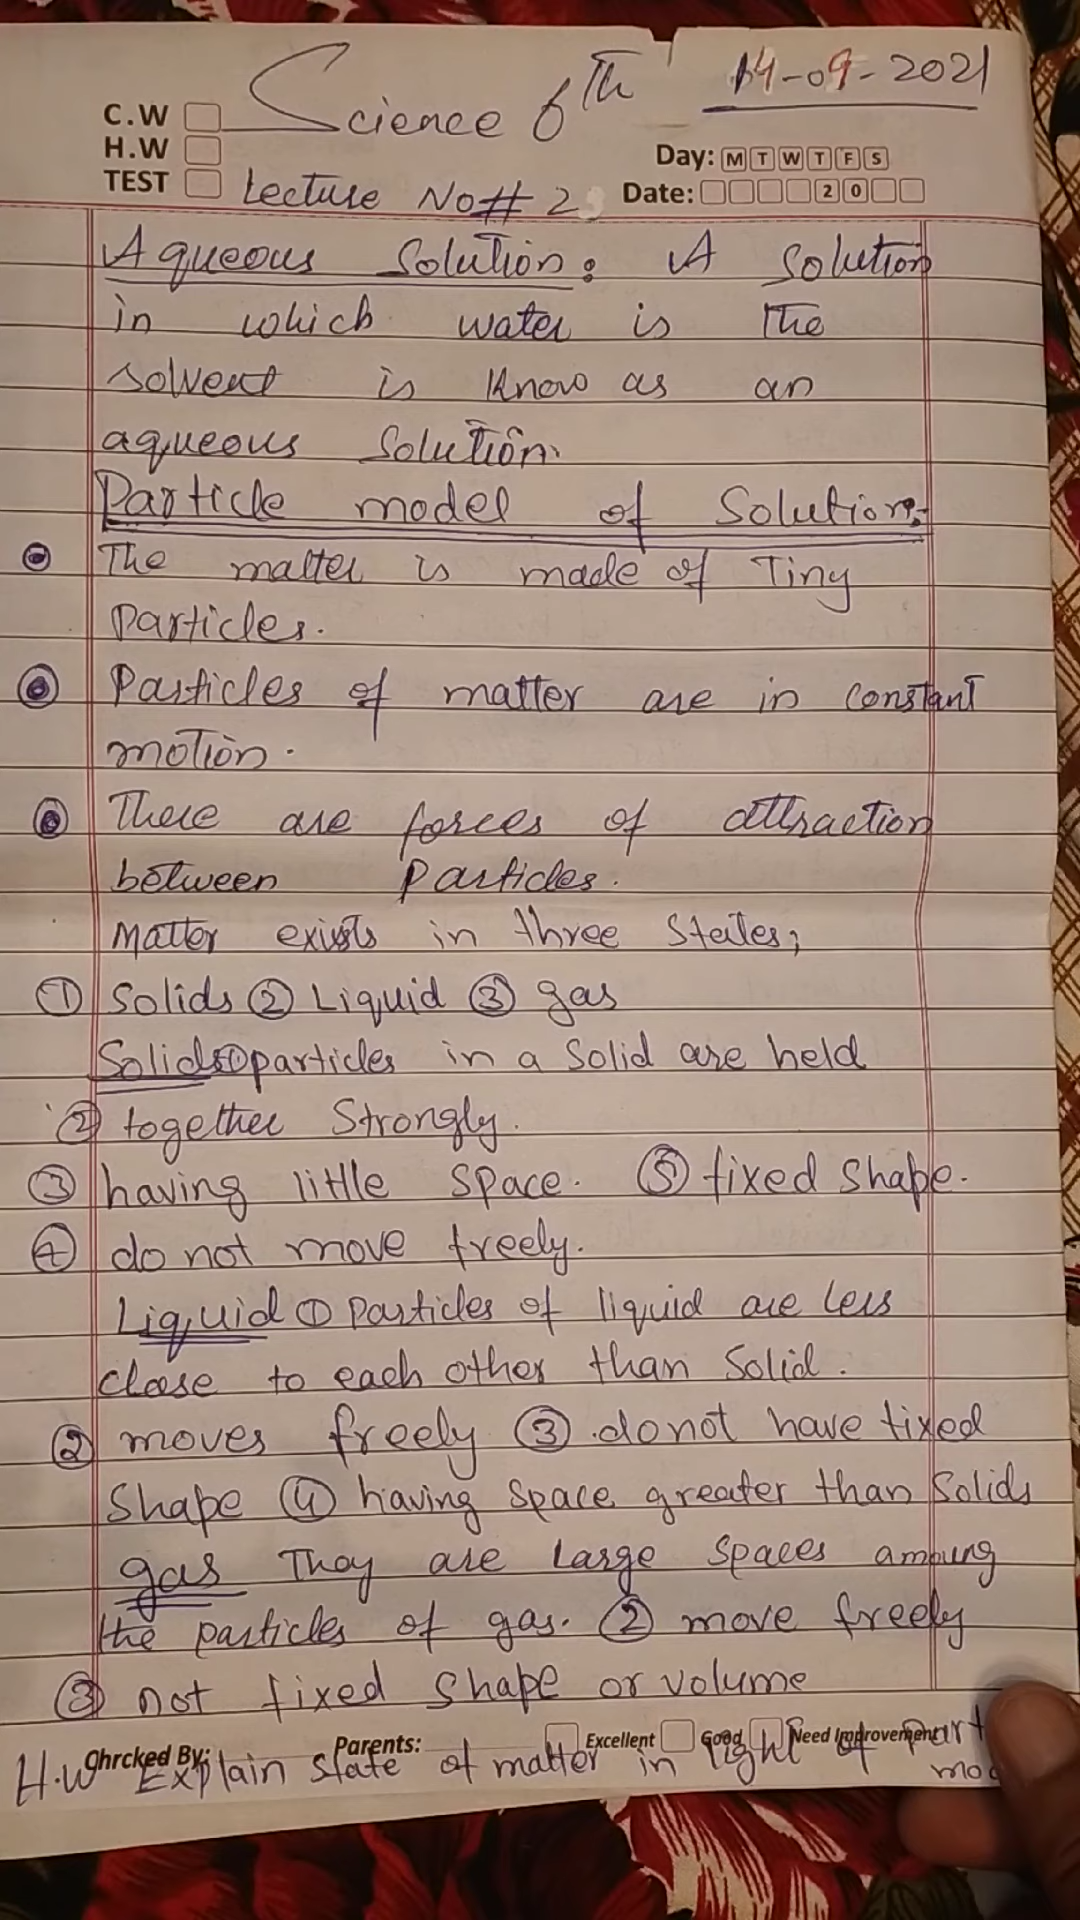 Science 6th 14-09-2021
C.W
H.W
TEST
Day: M T W T F S
Lecture No# 2
Date: 2 0
Aqueous Solution: A Solution
in which water is the
solvent is know as an
aqueous Solution.
Particle model of Solution;-
The matter is made of Tiny
Particles.
Particles of matter are in constant
motion.
There are forces of attraction
between Particles.
Matter exists in three States;
① Solids ② Liquid ③ gas
Solids ① particles in a Solid are held
② together Strongly.
③ having little space. ⑤ fixed shape.
④ do not move freely.
Liquid ① Particles of liquid are less
close to each other than Solid.
② moves freely ③ do not have fixed
Shape ④ having space greater than Solids
gas They are large spaces amoung
the particles of gas. ② move freely
③ not fixed shape or volume
Ghrcked By: Parents: Excellent Good Need Improvement
H.W Explain state of matter in light of part
mo